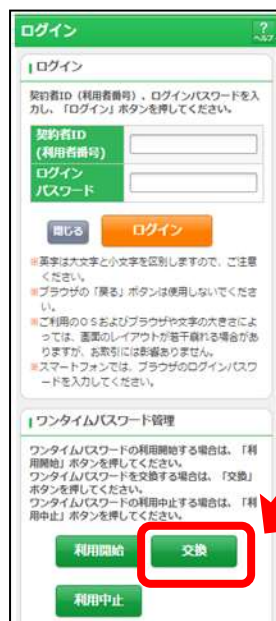 ログイン
?
ヘルプ
ログイン
契約者ID（利用者番号）、ログインパスワードを入
力し、「ログイン」ボタンを押してください。
契約者ID
(利用者番号)
ログイン
パスワード
閉じる
ログイン
※英字は大文字と小文字を区別しますので、ご注意
ください。
※ブラウザの「戻る」ボタンは使用しないでくださ
い。
※ご利用のＯＳおよびブラウザや文字の大きさによ
っては、画面のレイアウトが若干崩れる場合があ
りますが、お取引には影響ありません。
※スマートフォンでは、ブラウザのログインパスワ
ードを入力してください。
ワンタイムパスワード管理
ワンタイムパスワードの利用開始する場合は、「利
用開始」ボタンを押してください。
ワンタイムパスワードを交換する場合は、「交換」
ボタンを押してください。
ワンタイムパスワードの利用中止する場合は、「利
用中止」ボタンを押してください。
利用開始
交換
利用中止